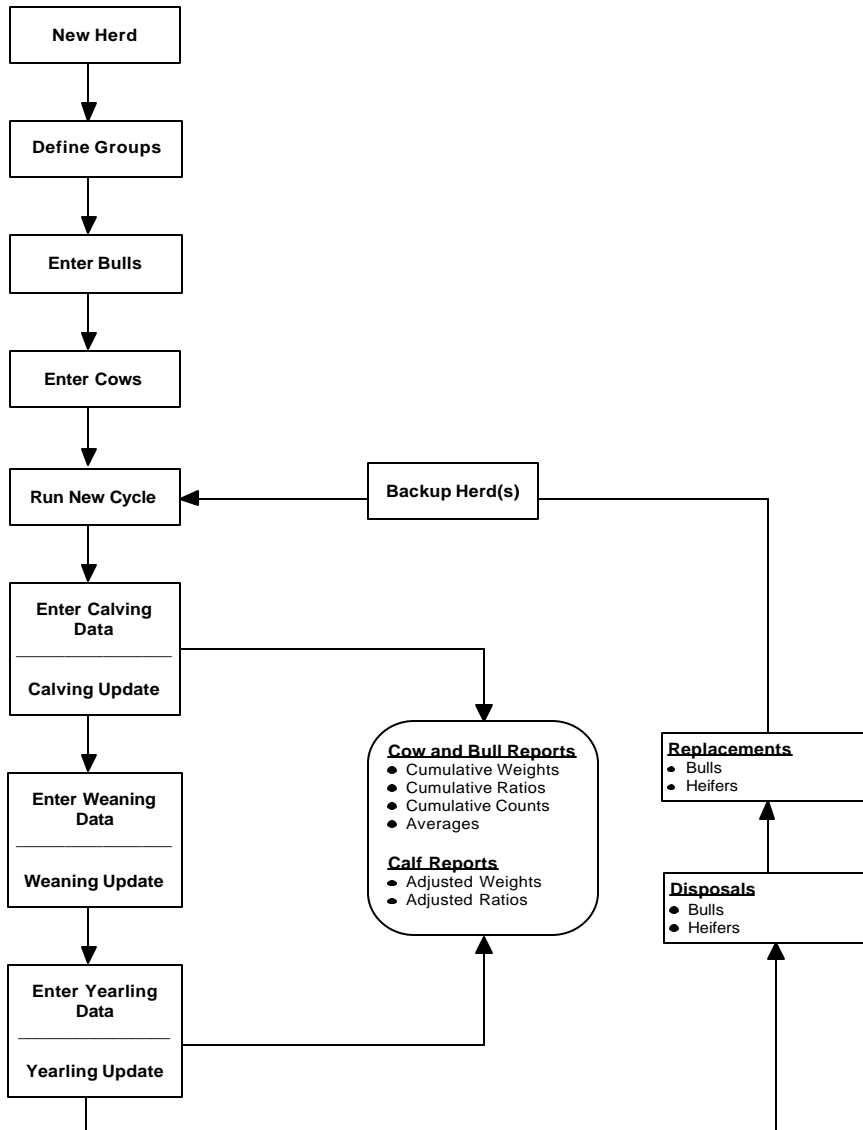 New Herd
Define Groups
Enter Bulls
Enter Cows
Run New Cycle
Backup Herd(s)
Enter Calving
Data
Calving Update
Enter Weaning
Data
Weaning Update
Enter Yearling
Data
Yearling Update
Cow and Bull Reports
● Cumulative Weights
● Cumulative Ratios
● Cumulative Counts
● Averages
Calf Reports
● Adjusted Weights
● Adjusted Ratios
Replacements
● Bulls
● Heifers
Disposals
● Bulls
● Heifers